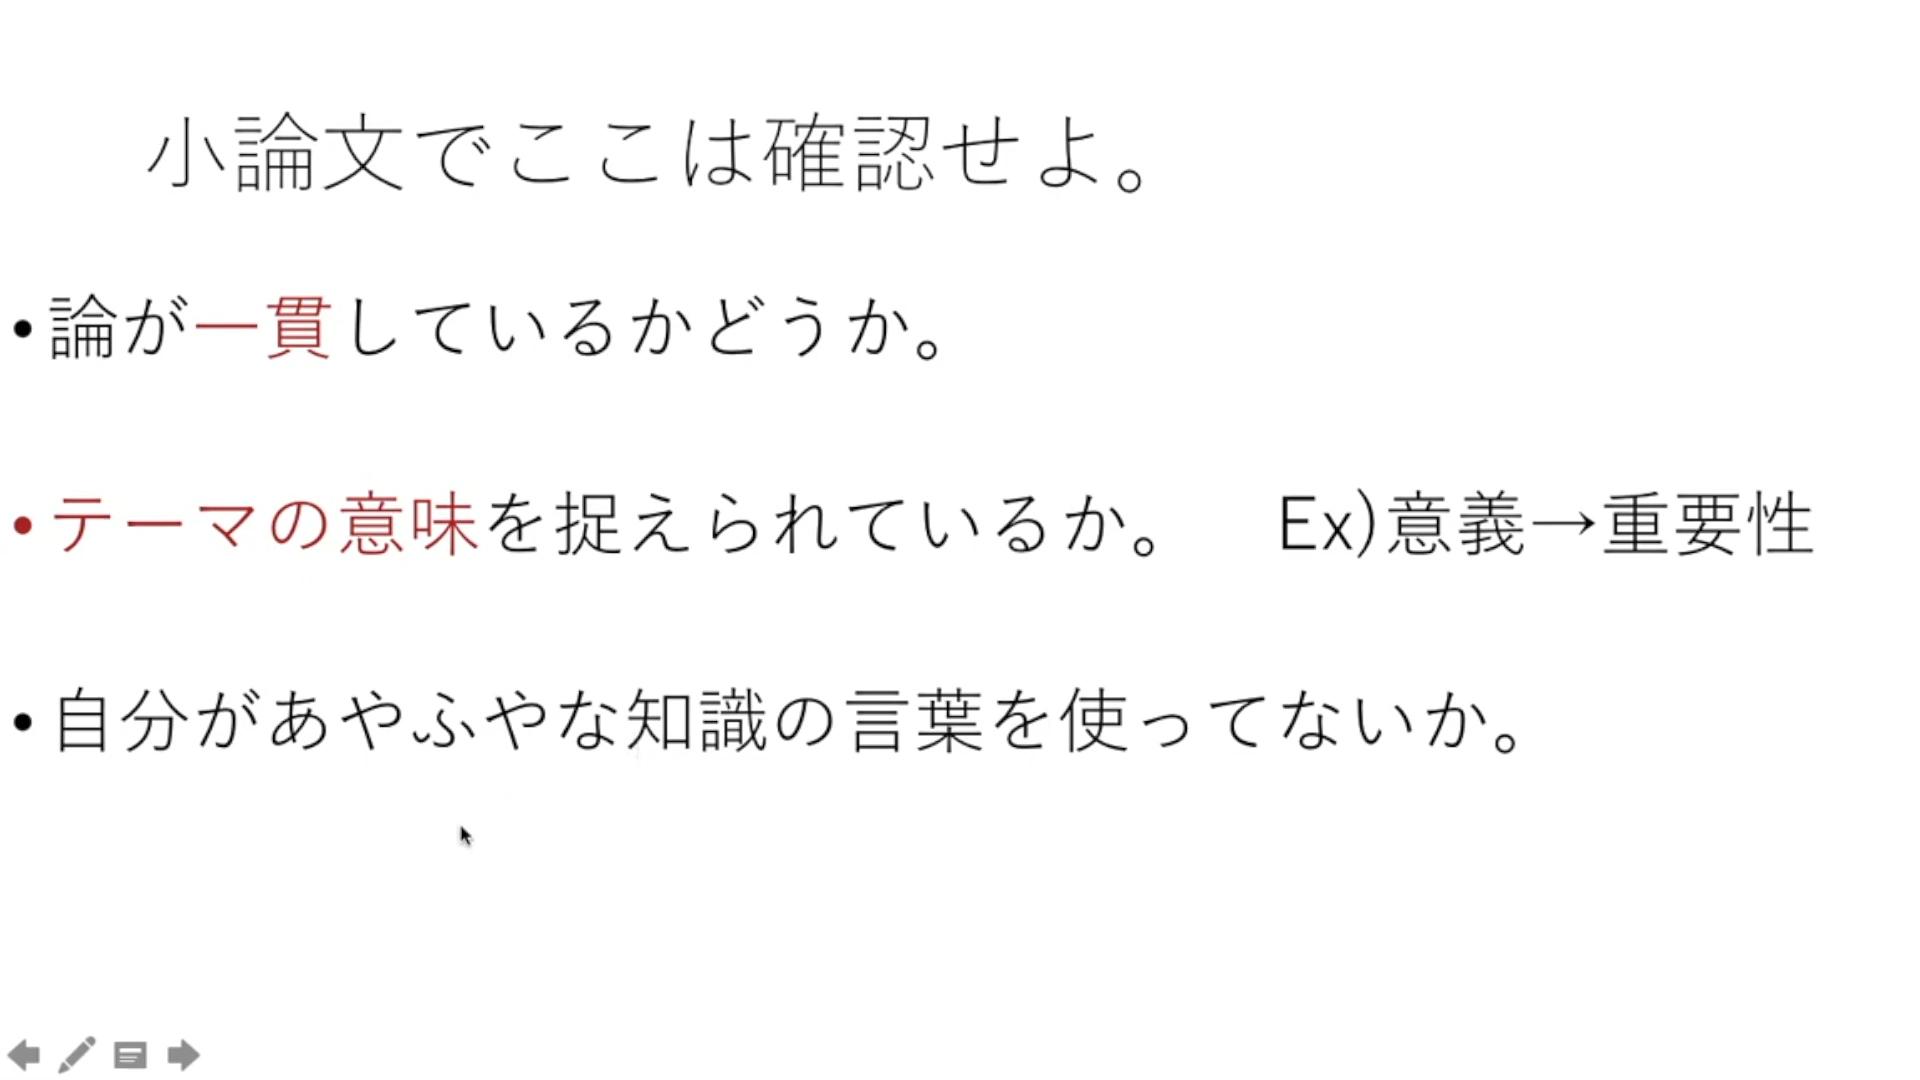 小論文でここは確認せよ。
•論が一貫しているかどうか。
•テーマの意味を捉えられているか。　Ex)意義→重要性
•自分があやふやな知識の言葉を使ってないか。